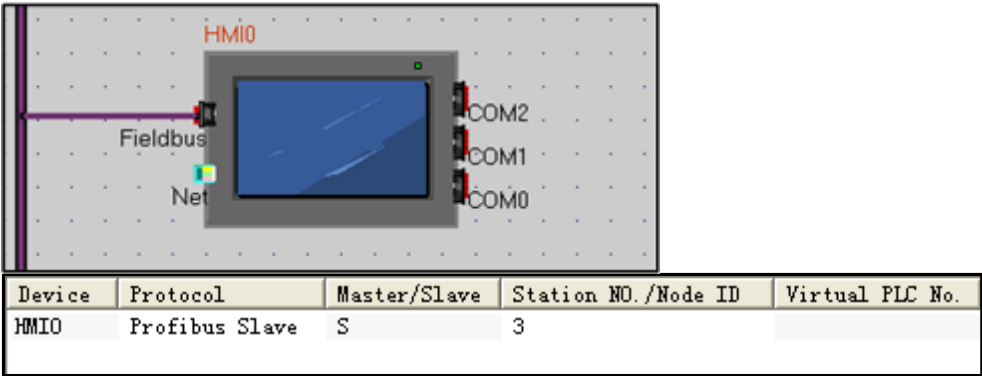 HMI0
COM2
Fieldbus
COM1
Net
COM0
Device Protocol Master/Slave Station NO./Node ID Virtual PLC No.
HMI0 Profibus Slave S 3